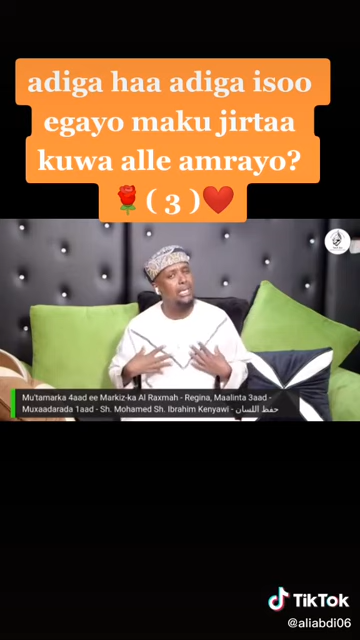 adiga haa adiga isoo
egayo maku jirtaa
kuwa alle amrayo?
🌹( 3 )❤️
Mu'tamarka 4aad ee Markiz-ka Al Raxmah - Regina, Maalinta 3aad -
Muxaadarada 1aad - Sh. Mohamed Sh. Ibrahim Kenyawi - حفظ اللسان
TikTok
@aliabdi06